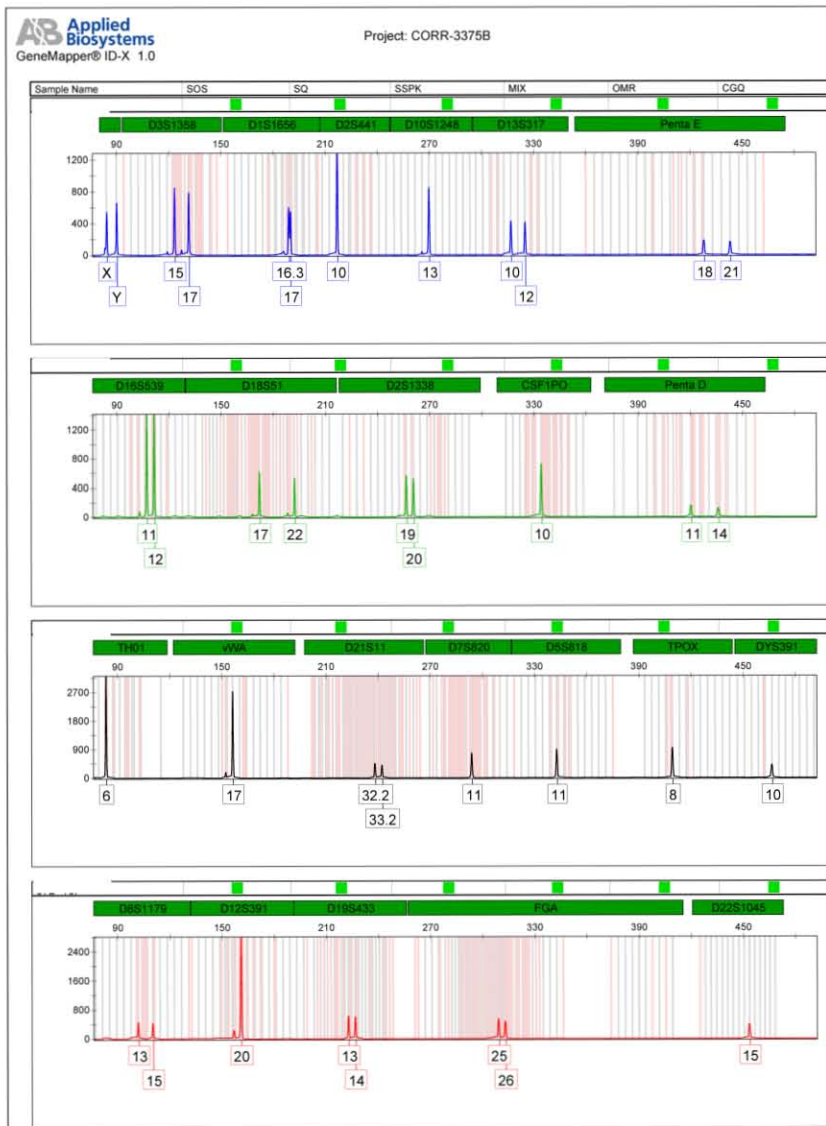 AB Applied
Biosystems
Project: CORR-3375B
GeneMapper® ID-X 1.0
Sample Name SOS SQ SSPK MIX OMR CGQ
D3S1358 D1S1656 D2S441 D10S1248 D13S317 Penta E
90 150 210 270 330 390 450
1200
800
400
0
X 15 16.3 10 13 10 18 21
Y 17 17 12
D16S539 D18S51 D2S1338 CSF1PO Penta D
90 150 210 270 330 390 450
1200
800
400
0
11 17 22 19 10 11 14
12 20
TH01 vWA D21S11 D7S820 D5S818 TPOX DYS391
90 150 210 270 330 390 450
2700
1800
900
0
6 17 32.2 11 11 8 10
33.2
D8S1179 D12S391 D19S433 FGA D22S1045
90 150 210 270 330 390 450
2400
1600
800
0
13 20 13 25 15
15 14 26